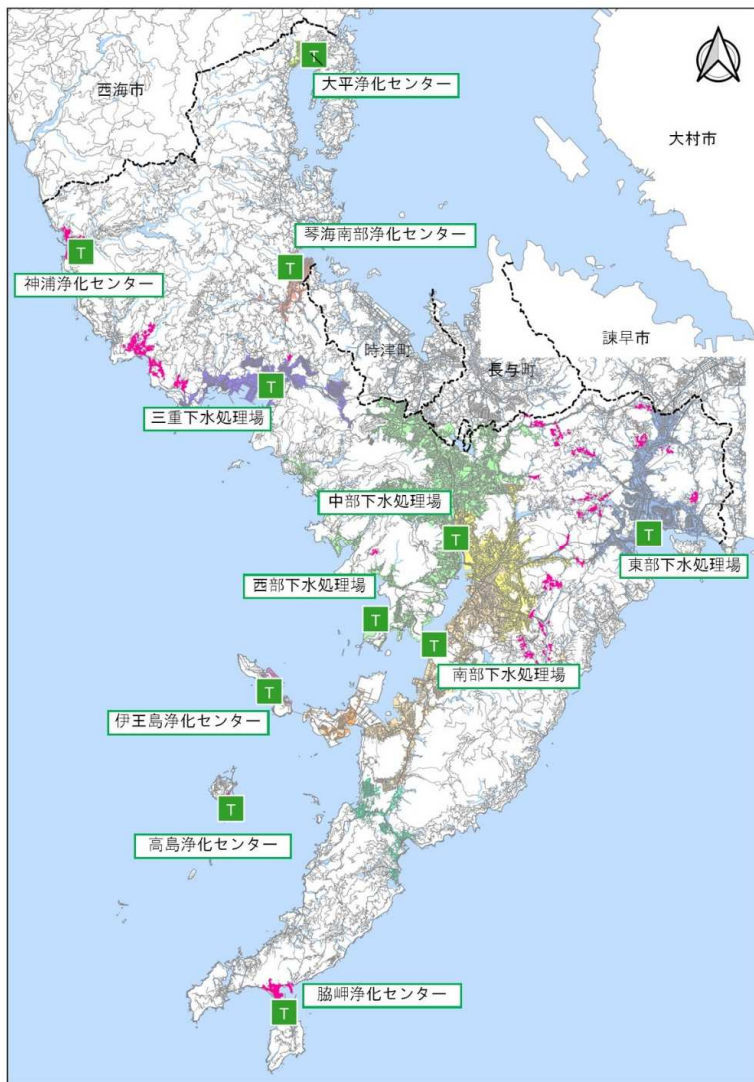 T
大平浄化センター
西海市
大村市
琴海南部浄化センター
T
T
神浦浄化センター
諫早市
時津町
長与町
T
三重下水処理場
中部下水処理場
T
T
東部下水処理場
西部下水処理場
T
T
南部下水処理場
T
伊王島浄化センター
T
高島浄化センター
脇岬浄化センター
T